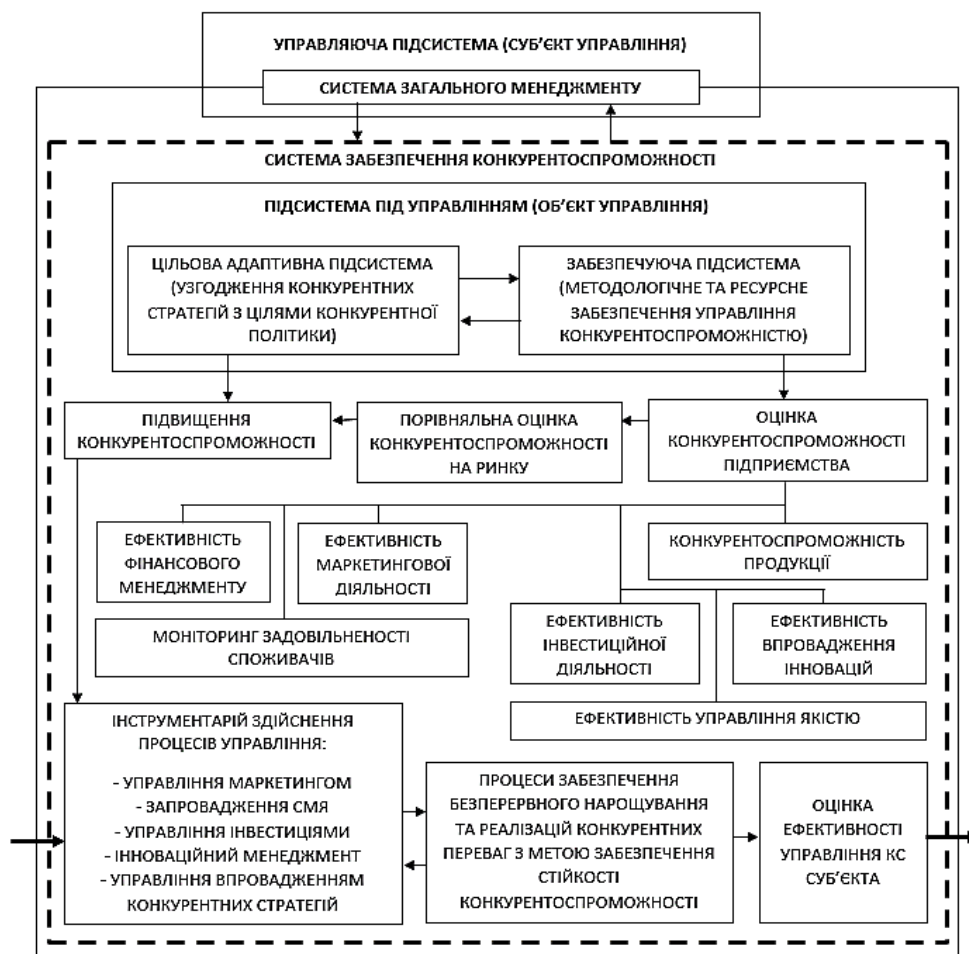 УПРАВЛЯЮЧА ПІДСИСТЕМА (СУБ’ЄКТ УПРАВЛІННЯ)
СИСТЕМА ЗАГАЛЬНОГО МЕНЕДЖМЕНТУ
СИСТЕМА ЗАБЕЗПЕЧЕННЯ КОНКУРЕНТОСПРОМОЖНОСТІ
ПІДСИСТЕМА ПІД УПРАВЛІННЯМ (ОБ’ЄКТ УПРАВЛІННЯ)
ЦІЛЬОВА АДАПТИВНА ПІДСИСТЕМА
(УЗГОДЖЕННЯ КОНКУРЕНТНИХ
СТРАТЕГІЙ З ЦІЛЯМИ КОНКУРЕНТНОЇ
ПОЛІТИКИ)
ЗАБЕЗПЕЧУЮЧА ПІДСИСТЕМА
(МЕТОДОЛОГІЧНЕ ТА РЕСУРСНЕ
ЗАБЕЗПЕЧЕННЯ УПРАВЛІННЯ
КОНКУРЕНТОСПРОМОЖНІСТЮ)
ПІДВИЩЕННЯ
КОНКУРЕНТОСПРОМОЖНОСТІ
ПОРІВНЯЛЬНА ОЦІНКА
КОНКУРЕНТОСПРОМОЖНОСТІ
НА РИНКУ
ОЦІНКА
КОНКУРЕНТОСПРОМОЖНОСТІ
ПІДПРИЄМСТВА
ЕФЕКТИВНІСТЬ
ФІНАНСОВОГО
МЕНЕДЖМЕНТУ
ЕФЕКТИВНІСТЬ
МАРКЕТИНГОВОЇ
ДІЯЛЬНОСТІ
КОНКУРЕНТОСПРОМОЖНІСТЬ
ПРОДУКЦІЇ
МОНІТОРИНГ ЗАДОВІЛЬНЕНОСТІ
СПОЖИВАЧІВ
ЕФЕКТИВНІСТЬ
ІНВЕСТИЦІЙНОЇ
ДІЯЛЬНОСТІ
ЕФЕКТИВНІСТЬ
ВПРОВАДЖЕННЯ
ІННОВАЦІЙ
ЕФЕКТИВНІСТЬ УПРАВЛІННЯ ЯКІСТЮ
ІНСТРУМЕНТАРІЙ ЗДІЙСНЕННЯ
ПРОЦЕСІВ УПРАВЛІННЯ:
- УПРАВЛІННЯ МАРКЕТИНГОМ
- ЗАПРОВАДЖЕННЯ СМЯ
- УПРАВЛІННЯ ІНВЕСТИЦІЯМИ
- ІННОВАЦІЙНИЙ МЕНЕДЖМЕНТ
- УПРАВЛІННЯ ВПРОВАДЖЕННЯМ
КОНКУРЕНТНИХ СТРАТЕГІЙ
ПРОЦЕСИ ЗАБЕЗПЕЧЕННЯ
БЕЗПЕРЕРВНОГО НАРОЩУВАННЯ
ТА РЕАЛІЗАЦІЙ КОНКУРЕНТНИХ
ПЕРЕВАГ З МЕТОЮ ЗАБЕЗПЕЧЕННЯ
СТІЙКОСТІ
КОНКУРЕНТОСПРОМОЖНОСТІ
ОЦІНКА
ЕФЕКТИВНОСТІ
УПРАВЛІННЯ КС
СУБ’ЄКТА